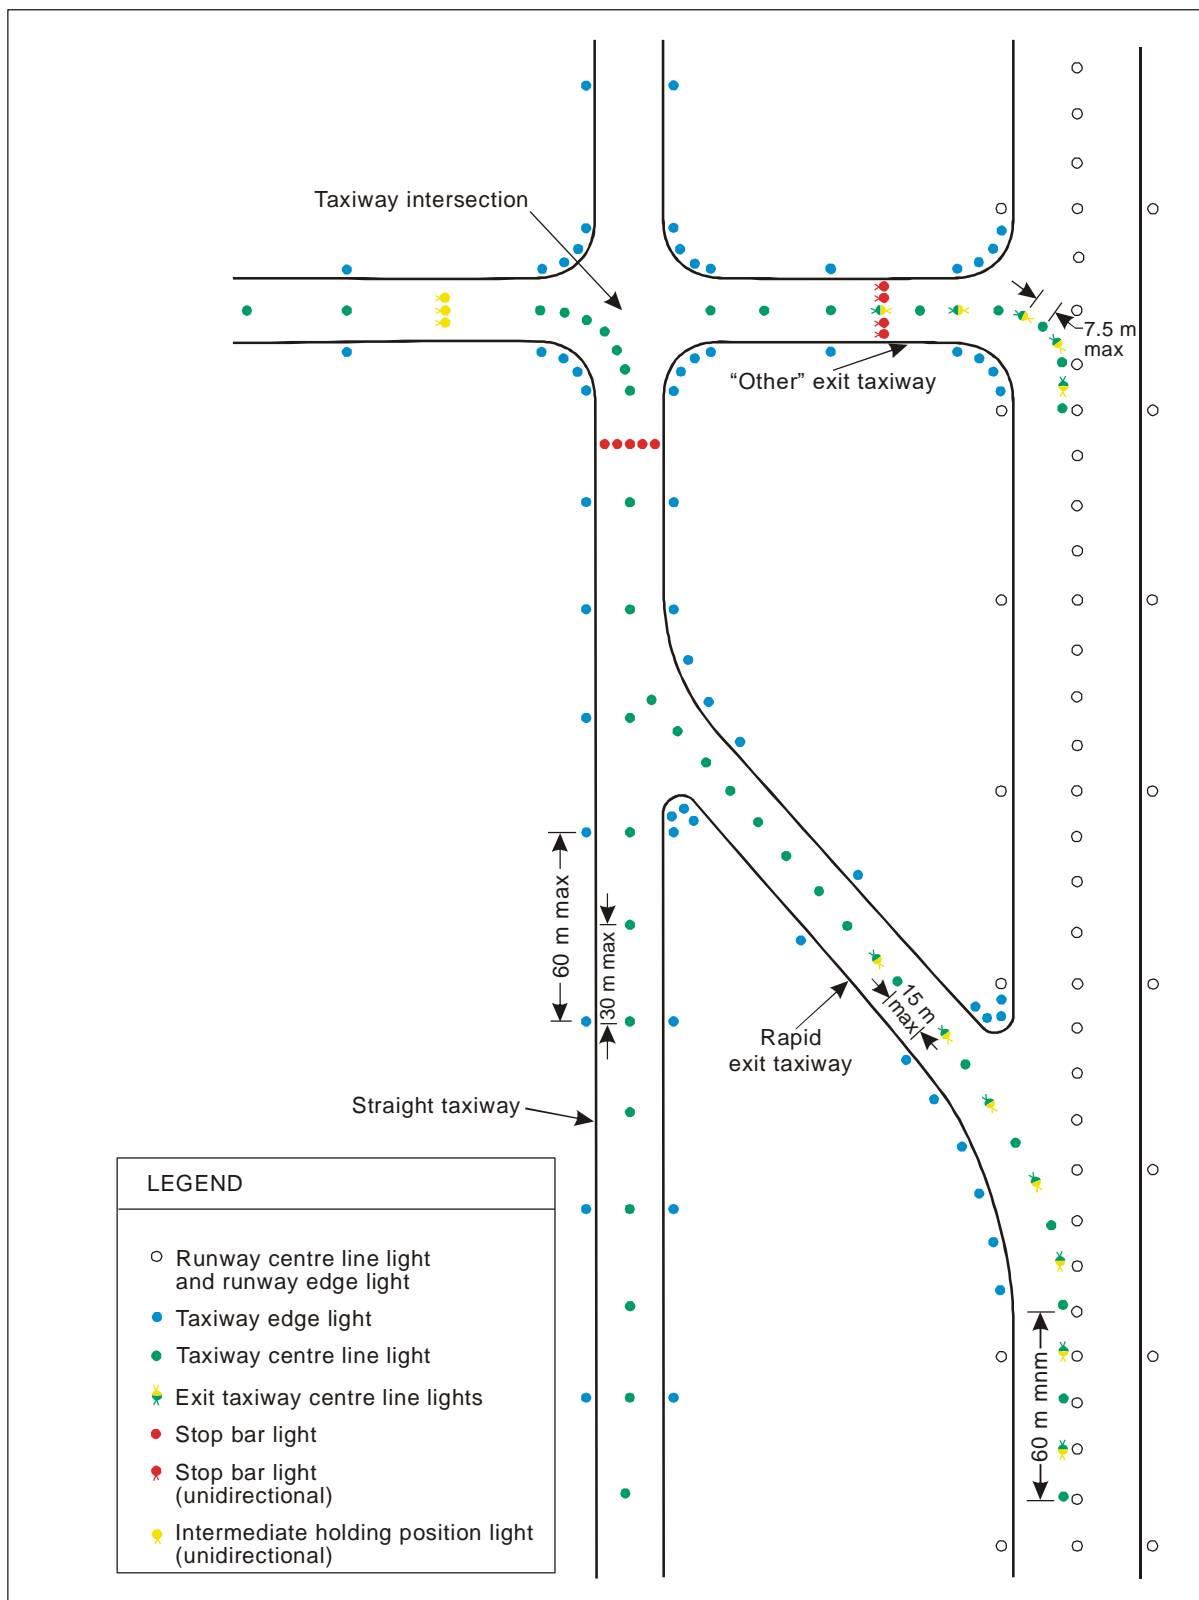 Taxiway intersection
7.5 m
max
“Other” exit taxiway
60 m max
30 m max
15 m
max
Rapid
exit taxiway
Straight taxiway
60 m mnm
LEGEND
Runway centre line light
and runway edge light
Taxiway edge light
Taxiway centre line light
Exit taxiway centre line lights
Stop bar light
Stop bar light
(unidirectional)
Intermediate holding position light
(unidirectional)